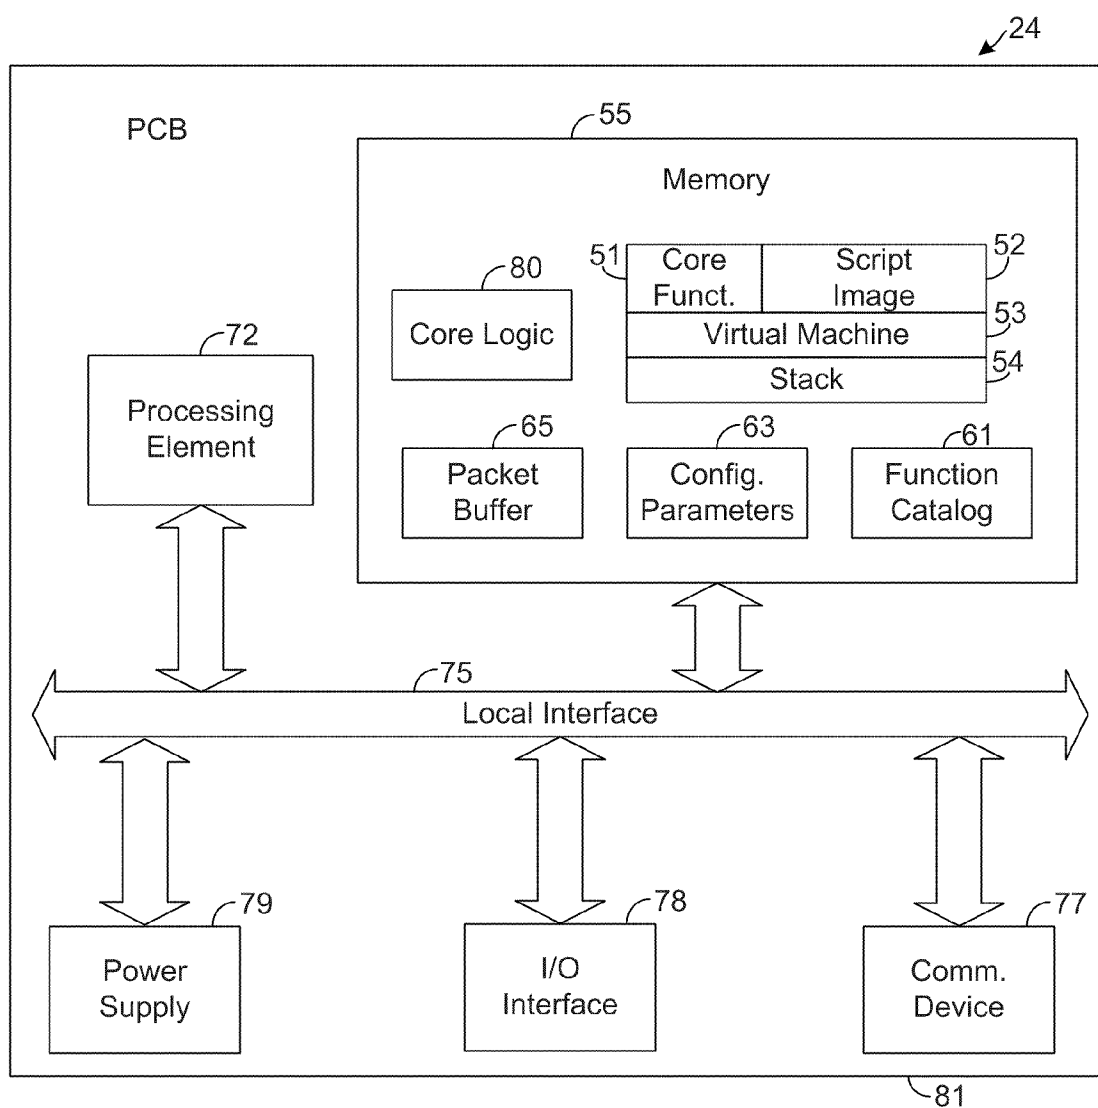 24
PCB
55
Memory
51
Core
Funct.
Script
Image
52
80
Core Logic
Virtual Machine
53
Stack
54
72
Processing
Element
65
Packet
Buffer
63
Config.
Parameters
61
Function
Catalog
75
Local Interface
79
Power
Supply
78
I/O
Interface
77
Comm.
Device
81